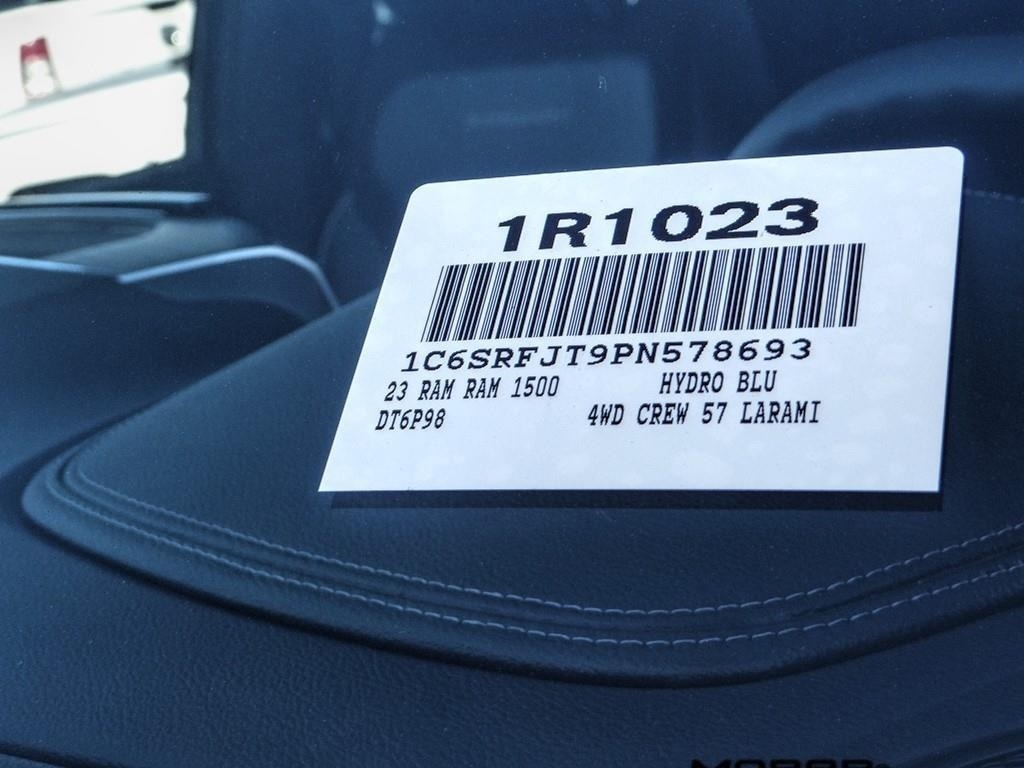 1R1023
1C6SRFJT9PN578693
23 RAM RAM 1500 HYDRO BLU
DT6P98 4WD CREW 57 LARAMI